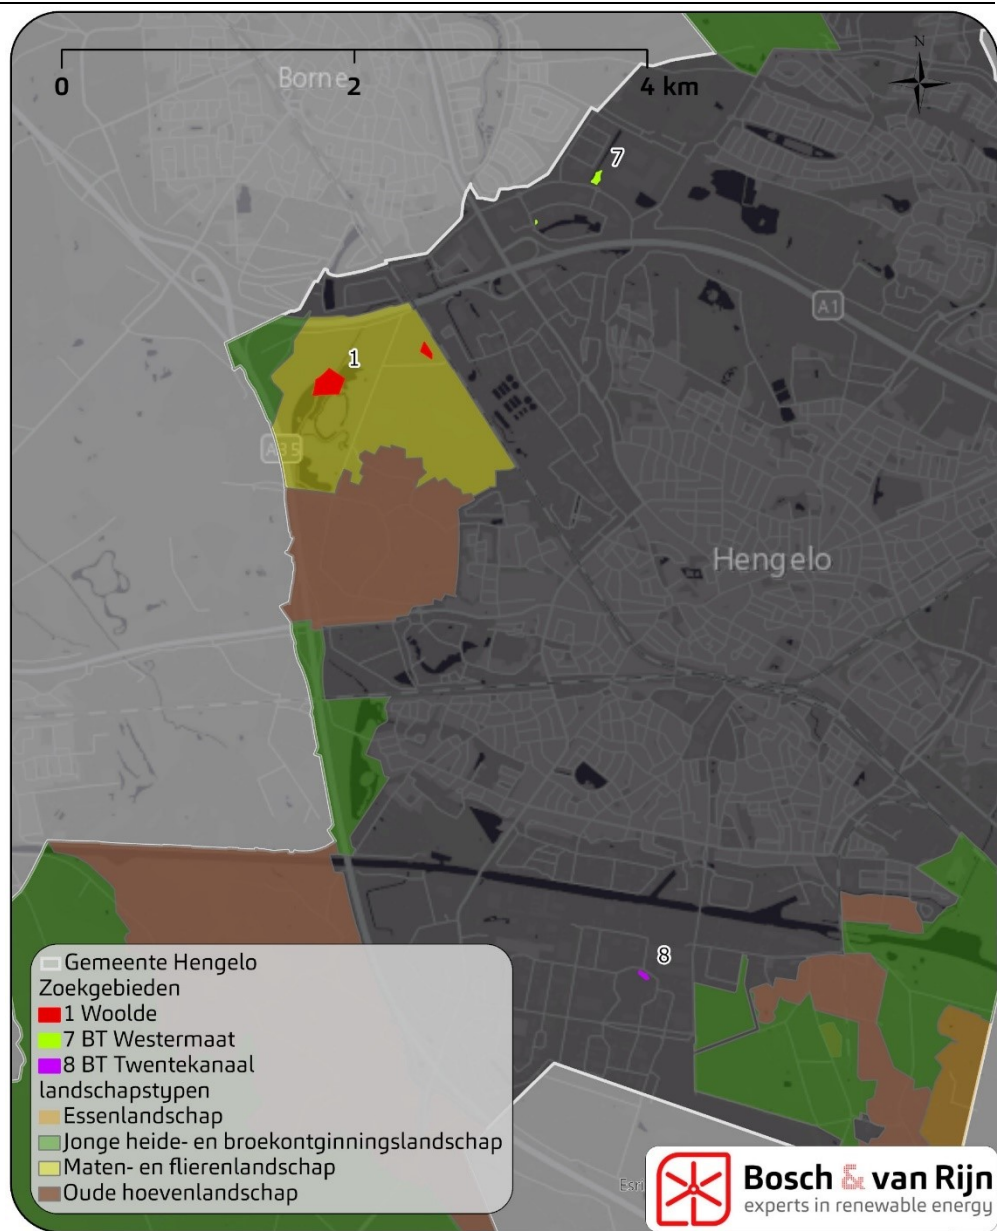 N
0
2
4 km
Borne
7
A1
1
A35
Hengelo
8
Gemeente Hengelo
Zoekgebieden
1 Woolde
7 BT Westermaat
8 BT Twentekanaal
landschapstypen
Essenlandschap
Jonge heide- en broekontginningslandschap
Maten- en flierenlandschap
Oude hoevenlandschap
Esri
Bosch & van Rijn
experts in renewable energy